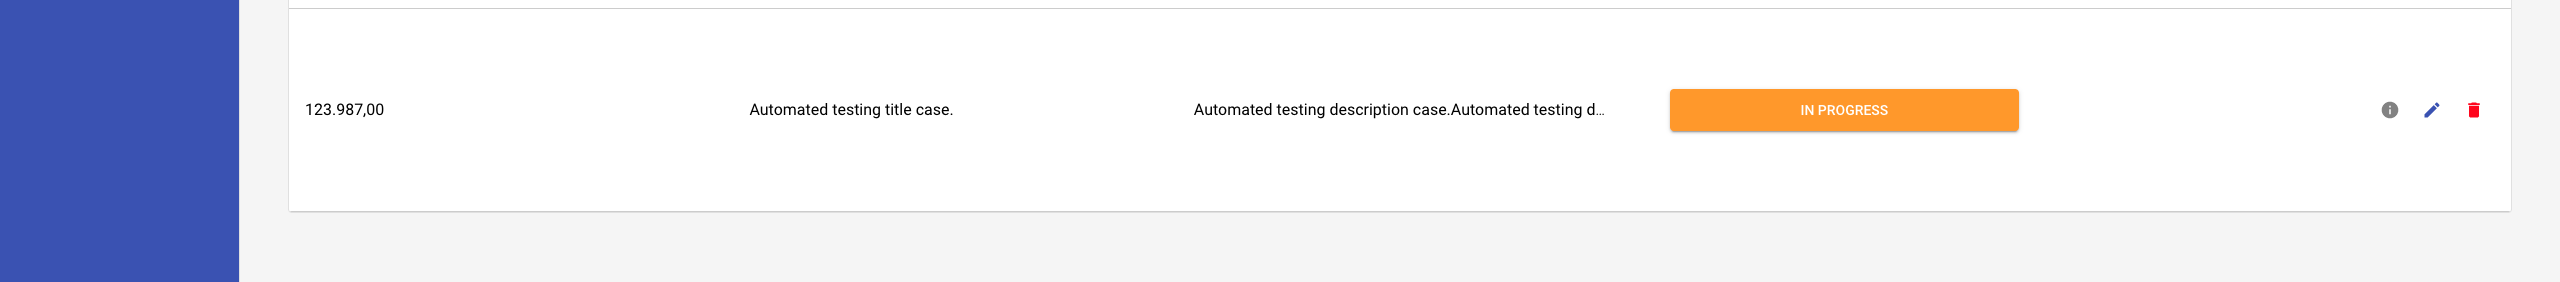 123.987,00 Automated testing title case. Automated testing description case.Automated testing d... IN PROGRESS